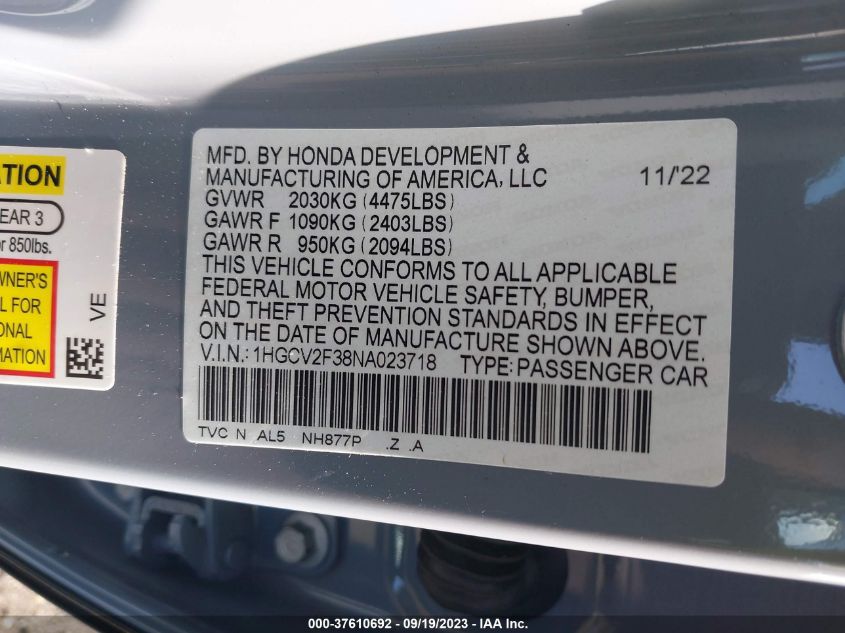 ATION
EAR 3
or 850lbs.
WNER'S
L FOR
ONAL
MATION
VE
MFD. BY HONDA DEVELOPMENT &
MANUFACTURING OF AMERICA, LLC 11/'22
GVWR 2030KG (4475LBS)
GAWR F 1090KG (2403LBS)
GAWR R 950KG (2094LBS)
THIS VEHICLE CONFORMS TO ALL APPLICABLE
FEDERAL MOTOR VEHICLE SAFETY, BUMPER,
AND THEFT PREVENTION STANDARDS IN EFFECT
ON THE DATE OF MANUFACTURE SHOWN ABOVE.
V.I.N.: 1HGCV2F38NA023718 TYPE: PASSENGER CAR
TVC N AL5 NH877P .Z .A
000-37610692 - 09/19/2023 - IAA Inc.